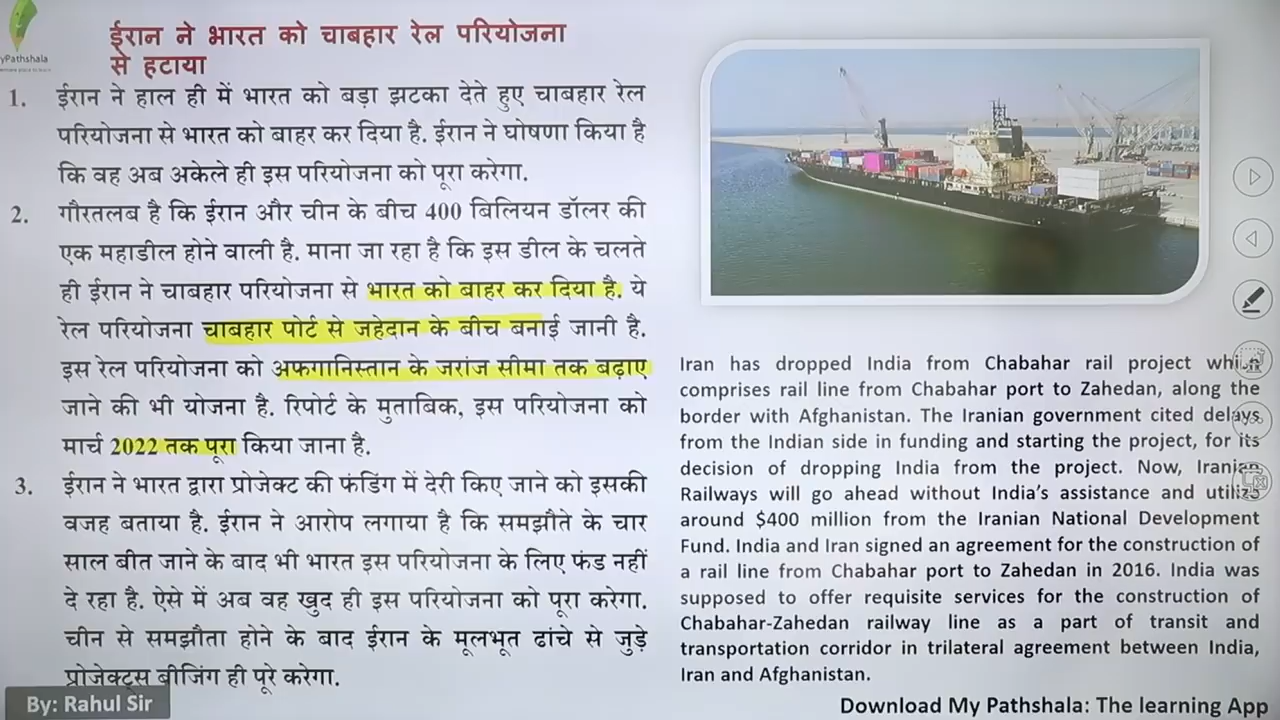 yPathshala
ईरान ने भारत को चाबहार रेल परियोजना
से हटाया
1. ईरान ने हाल ही में भारत को बड़ा झटका देते हुए चाबहार रेल
परियोजना से भारत को बाहर कर दिया है. ईरान ने घोषणा किया है
कि वह अब अकेले ही इस परियोजना को पूरा करेगा.
2. गौरतलब है कि ईरान और चीन के बीच 400 बिलियन डॉलर की
एक महाडील होने वाली है. माना जा रहा है कि इस डील के चलते
ही ईरान ने चाबहार परियोजना से भारत को बाहर कर दिया है. ये
रेल परियोजना चाबहार पोर्ट से जहेदान के बीच बनाई जानी है.
इस रेल परियोजना को अफगानिस्तान के जरांज सीमा तक बढ़ाए
जाने की भी योजना है. रिपोर्ट के मुताबिक, इस परियोजना को
मार्च 2022 तक पूरा किया जाना है.
3. ईरान ने भारत द्वारा प्रोजेक्ट की फंडिंग में देरी किए जाने को इसकी
वजह बताया है. ईरान ने आरोप लगाया है कि समझौते के चार
साल बीत जाने के बाद भी भारत इस परियोजना के लिए फंड नहीं
दे रहा है. ऐसे में अब वह खुद ही इस परियोजना को पूरा करेगा.
चीन से समझौता होने के बाद ईरान के मूलभूत ढांचे से जुड़े
प्रोजेक्ट्स बीजिंग ही पूरे करेगा.
By: Rahul Sir
Iran has dropped India from Chabahar rail project which
comprises rail line from Chabahar port to Zahedan, along the
border with Afghanistan. The Iranian government cited delays
from the Indian side in funding and starting the project, for its
decision of dropping India from the project. Now, Iranian
Railways will go ahead without India's assistance and utilize
around $400 million from the Iranian National Development
Fund. India and Iran signed an agreement for the construction of
a rail line from Chabahar port to Zahedan in 2016. India was
supposed to offer requisite services for the construction of
Chabahar-Zahedan railway line as a part of transit and
transportation corridor in trilateral agreement between India,
Iran and Afghanistan.
Download My Pathshala: The learning App